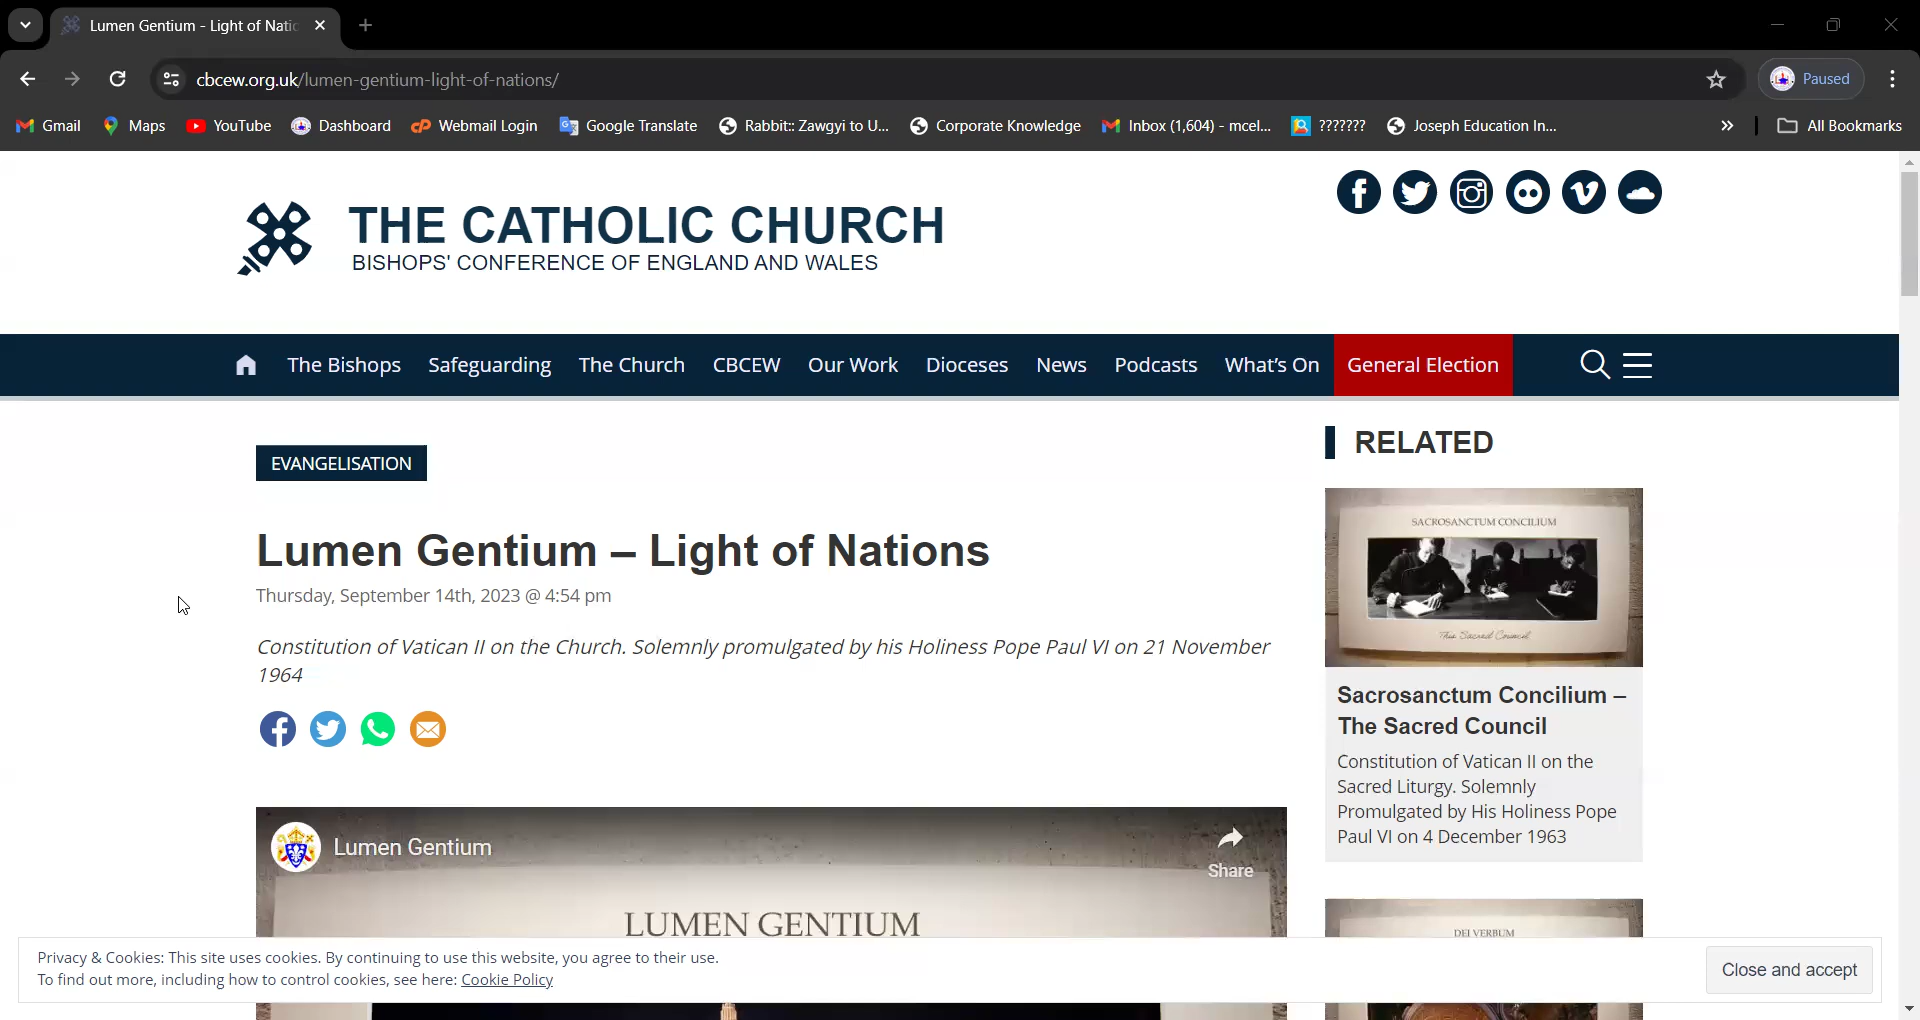 Lumen Gentium - Light of Natio
cbcew.org.uk/lumen-gentium-light-of-nations/
Paused
Gmail
Maps
YouTube
Dashboard
Webmail Login
Google Translate
Rabbit:: Zawgyi to U...
Corporate Knowledge
Inbox (1,604) - mcel...
???????
Joseph Education In...
All Bookmarks
THE CATHOLIC CHURCH
BISHOPS' CONFERENCE OF ENGLAND AND WALES
The Bishops
Safeguarding
The Church
CBCEW
Our Work
Dioceses
News
Podcasts
What's On
General Election
EVANGELISATION
Lumen Gentium – Light of Nations
Thursday, September 14th, 2023 @ 4:54 pm
Constitution of Vatican II on the Church. Solemnly promulgated by his Holiness Pope Paul VI on 21 November
1964
Lumen Gentium
Share
LUMEN GENTIUM
RELATED
SACROSANCTUM CONCILIUM
This Sacred Council
Sacrosanctum Concilium –
The Sacred Council
Constitution of Vatican II on the
Sacred Liturgy. Solemnly
Promulgated by His Holiness Pope
Paul VI on 4 December 1963
DEI VERBUM
Privacy & Cookies: This site uses cookies. By continuing to use this website, you agree to their use.
To find out more, including how to control cookies, see here: Cookie Policy
Close and accept